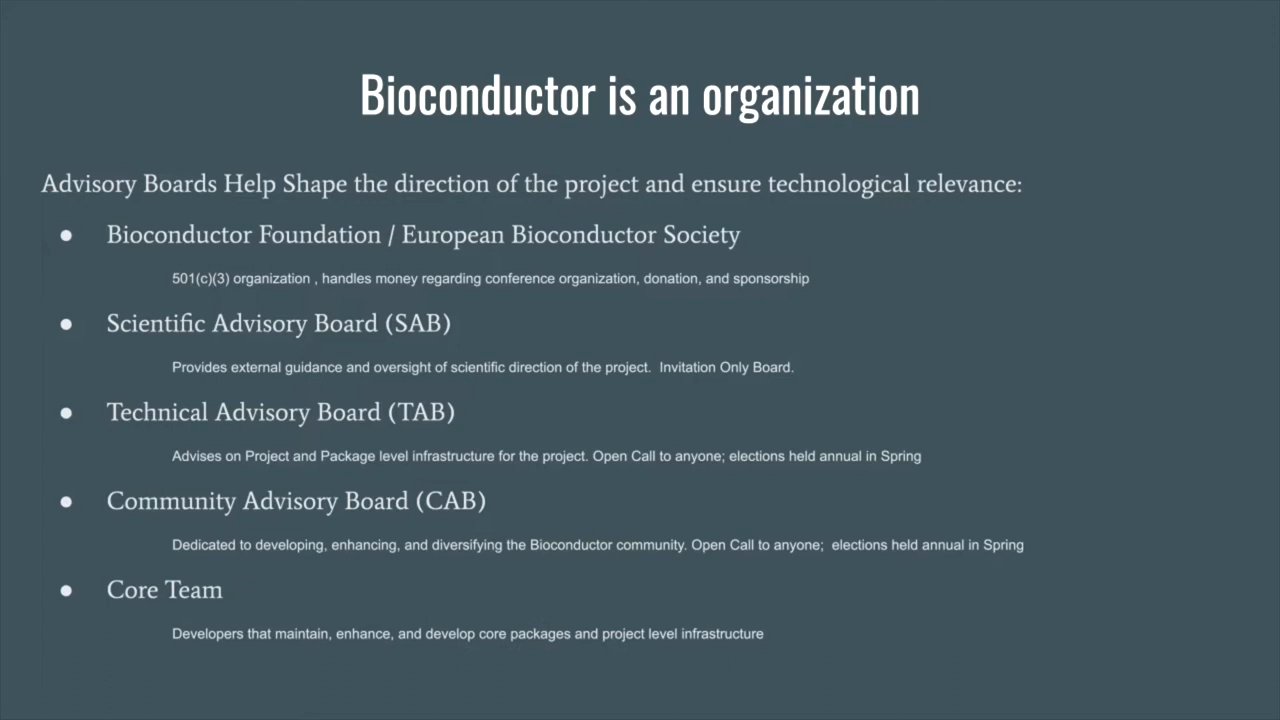 Bioconductor is an organization
Advisory Boards Help Shape the direction of the project and ensure technological relevance:
● Bioconductor Foundation / European Bioconductor Society
501(c)(3) organization , handles money regarding conference organization, donation, and sponsorship
● Scientific Advisory Board (SAB)
Provides external guidance and oversight of scientific direction of the project.  Invitation Only Board.
● Technical Advisory Board (TAB)
Advises on Project and Package level infrastructure for the project. Open Call to anyone; elections held annual in Spring
● Community Advisory Board (CAB)
Dedicated to developing, enhancing, and diversifying the Bioconductor community. Open Call to anyone;  elections held annual in Spring
● Core Team
Developers that maintain, enhance, and develop core packages and project level infrastructure